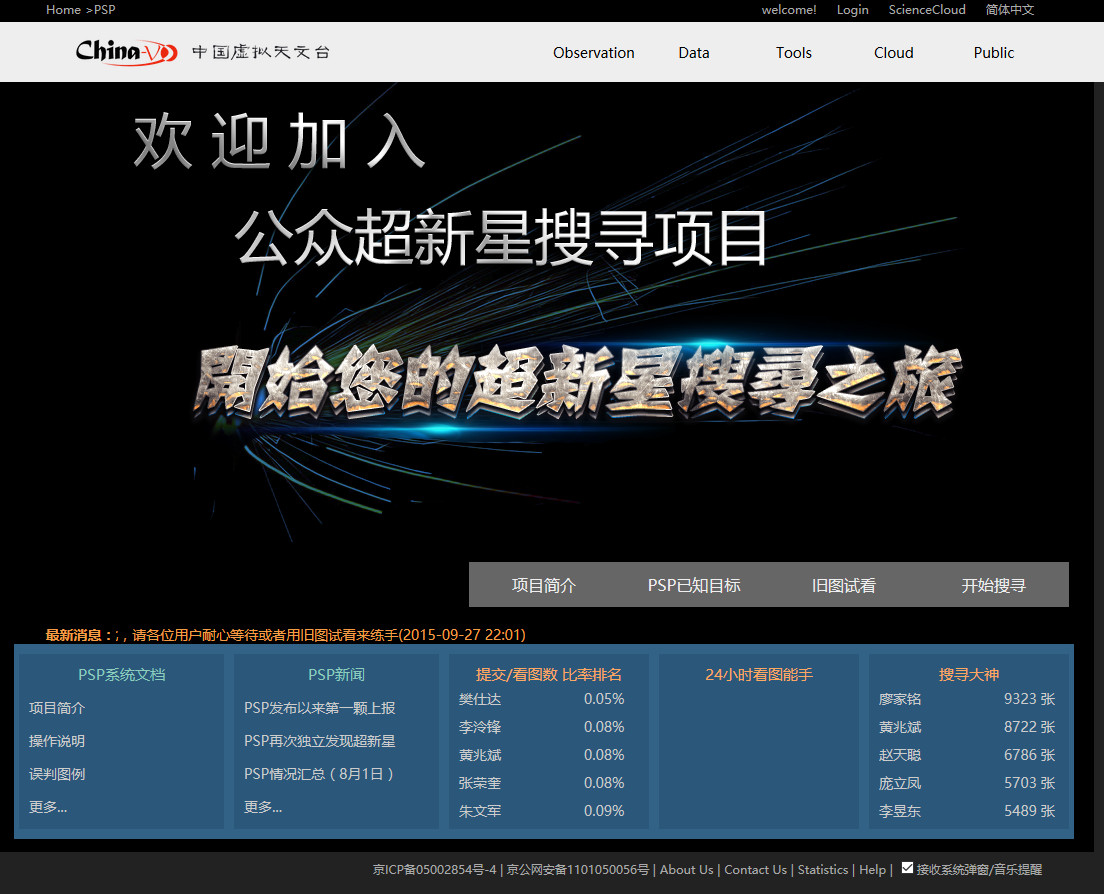 Home >PSP welcome! Login ScienceCloud 简体中文
China-VO 中国虚拟天文台 Observation Data Tools Cloud Public
欢迎加入
公众超新星搜寻项目
開始您的超新星搜尋之旅
项目简介 PSP已知目标 旧图试看 开始搜寻
最新消息：; , 请各位用户耐心等待或者用旧图试看来练手(2015-09-27 22:01)
PSP系统文档
项目简介
操作说明
误判图例
更多...
PSP新闻
PSP发布以来第一颗上报
PSP再次独立发现超新星
PSP情况汇总（8月1日）
更多...
提交/看图数 比率排名
樊仕达 0.05%
李泠锋 0.08%
黄兆斌 0.08%
张荣奎 0.08%
朱文军 0.09%
24小时看图能手
搜寻大神
廖家铭 9323 张
黄兆斌 8722 张
赵天聪 6786 张
庞立凤 5703 张
李昱东 5489 张
京ICP备05002854号-4 | 京公网安备1101050056号 | About Us | Contact Us | Statistics | Help | 接收系统弹窗/音乐提醒